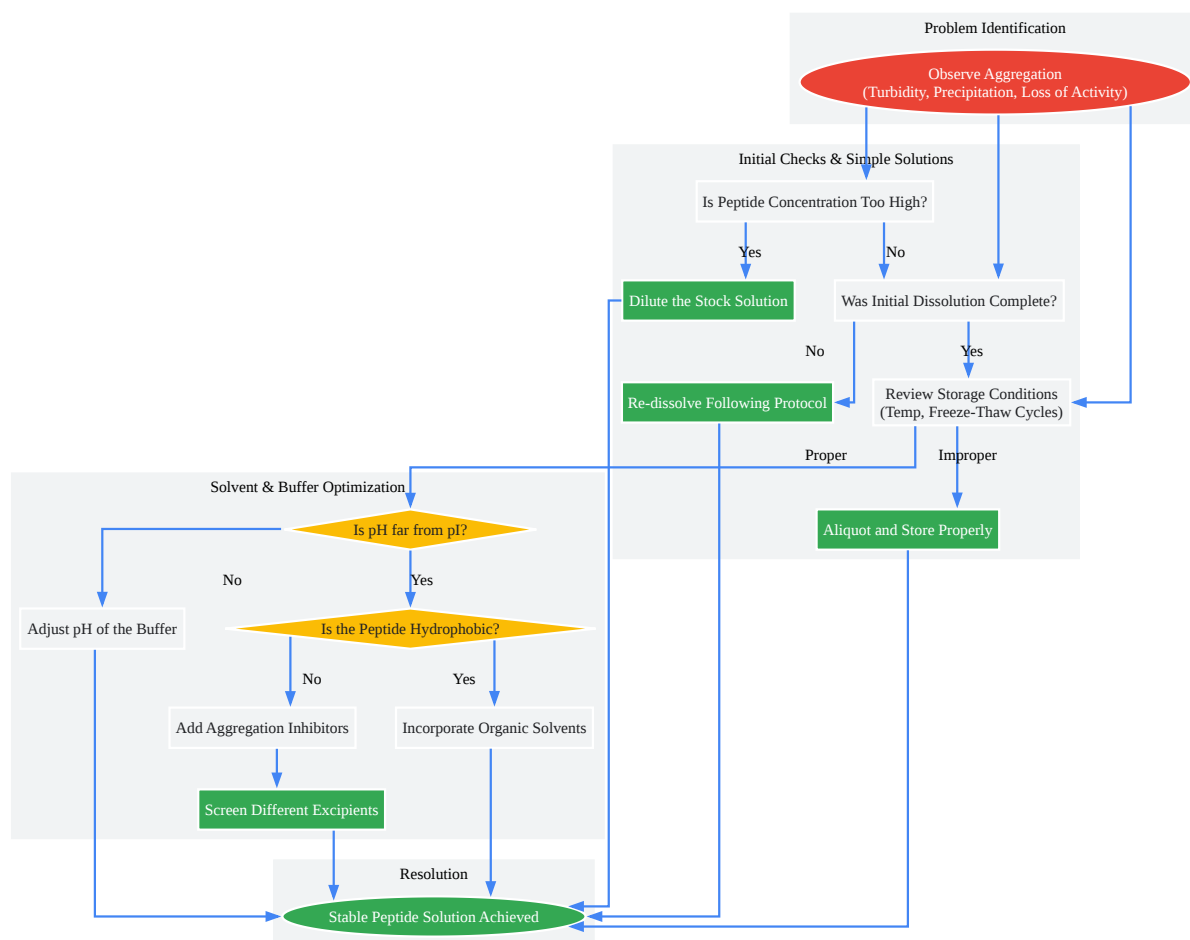 Problem Identification
Observe Aggregation
(Turbidity, Precipitation, Loss of Activity)
Initial Checks & Simple Solutions
Is Peptide Concentration Too High?
Yes
No
Dilute the Stock Solution
Was Initial Dissolution Complete?
No
Yes
Re-dissolve Following Protocol
Review Storage Conditions
(Temp, Freeze-Thaw Cycles)
Proper
Improper
Aliquot and Store Properly
Solvent & Buffer Optimization
Is pH far from pI?
No
Yes
Adjust pH of the Buffer
Is the Peptide Hydrophobic?
No
Yes
Add Aggregation Inhibitors
Incorporate Organic Solvents
Screen Different Excipients
Resolution
Stable Peptide Solution Achieved